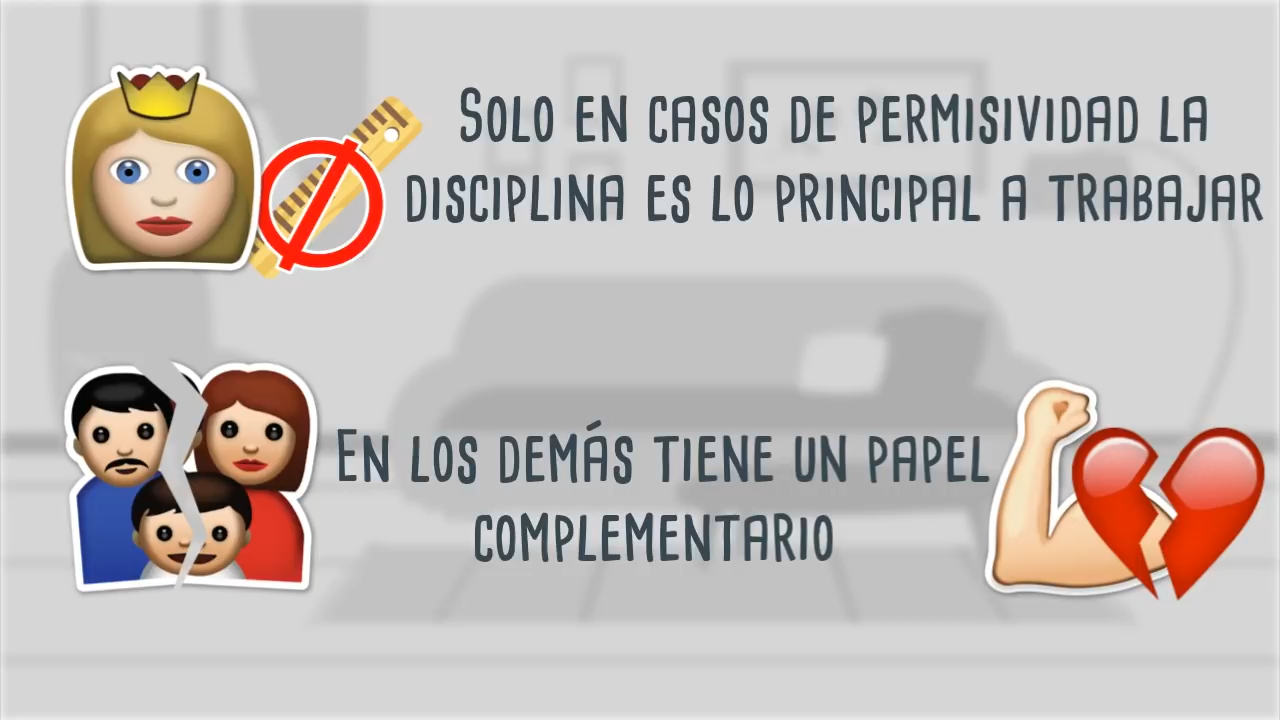 Solo en casos de permisividad la
disciplina es lo principal a trabajar
En los demás tiene un papel
complementario